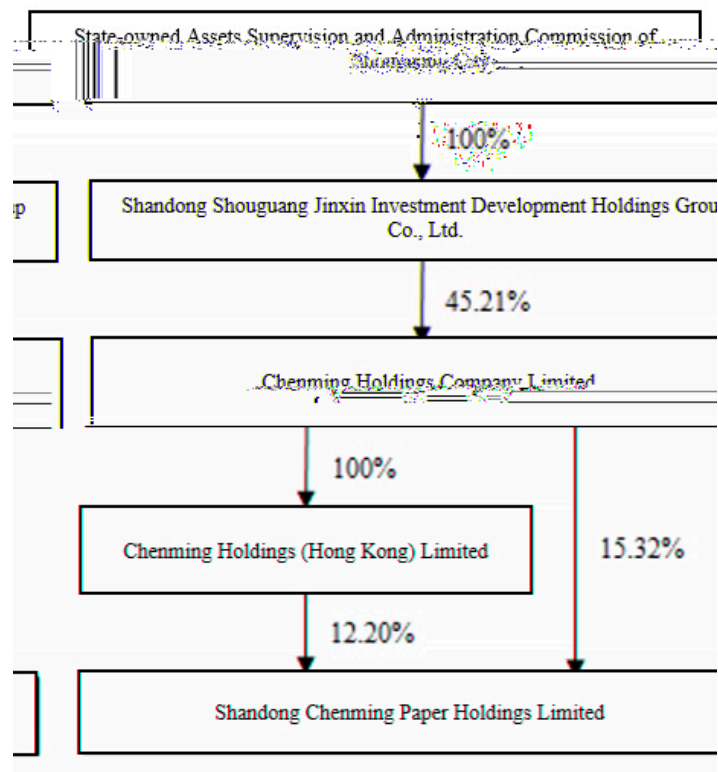 State-owned Assets Supervision and Administration Commission of
100%
up
Shandong Shouguang Jinxin Investment Development Holdings Grou
Co., Ltd.
45.21%
Chenming Holdings Company Limited
100%
Chenming Holdings (Hong Kong) Limited
15.32%
12.20%
Shandong Chenming Paper Holdings Limited